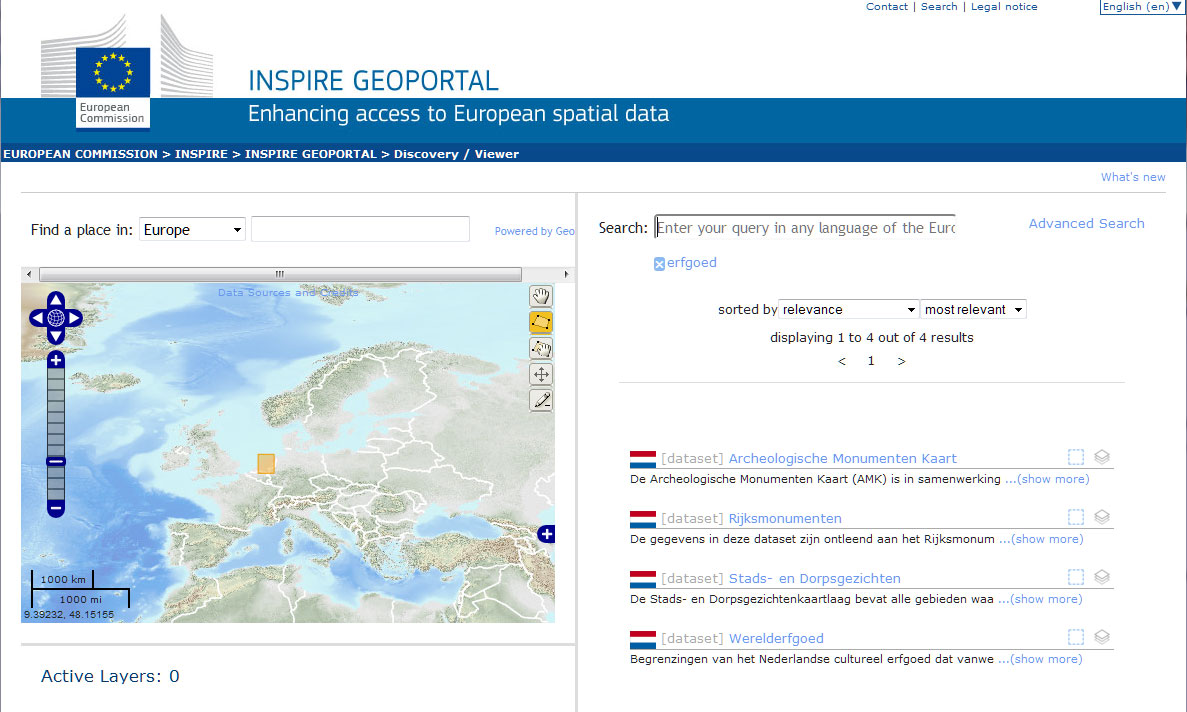 Contact | Search | Legal notice
English (en)
European
Commission
INSPIRE GEOPORTAL
Enhancing access to European spatial data
EUROPEAN COMMISSION > INSPIRE > INSPIRE GEOPORTAL > Discovery / Viewer
What's new
Find a place in: Europe
Powered by Geo
Data Sources and Credits
1000 km
1000 mi
9.39232, 48.15155
Active Layers: 0
Search: Enter your query in any language of the Euro
Advanced Search
erfgoed
sorted by relevance most relevant
displaying 1 to 4 out of 4 results
< 1 >
[dataset] Archeologische Monumenten Kaart
De Archeologische Monumenten Kaart (AMK) is in samenwerking ...(show more)
[dataset] Rijksmonumenten
De gegevens in deze dataset zijn ontleend aan het Rijksmonum ...(show more)
[dataset] Stads- en Dorpsgezichten
De Stads- en Dorpsgezichtenkaartlaag bevat alle gebieden waa ...(show more)
[dataset] Werelderfgoed
Begrenzingen van het Nederlandse cultureel erfgoed dat vanwe ...(show more)